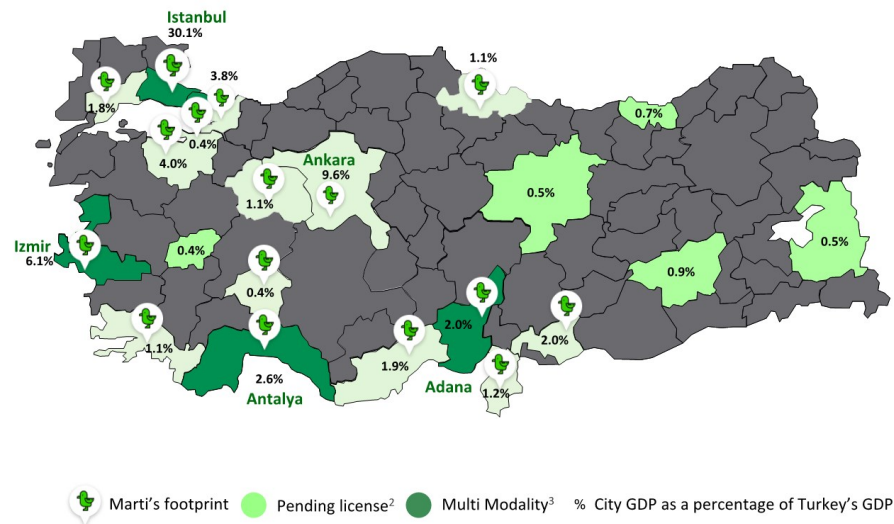 Istanbul
30.1%
1.1%
3.8%
1.8%
0.7%
0.4%
4.0%
Ankara
9.6%
1.1%
0.5%
Izmir
6.1%
0.4%
0.5%
0.9%
0.4%
2.0%
2.0%
1.1%
1.9%
2.6%
Antalya
Adana
1.2%
Marti's footprint
Pending license²
Multi Modality³
% City GDP as a percentage of Turkey's GDP